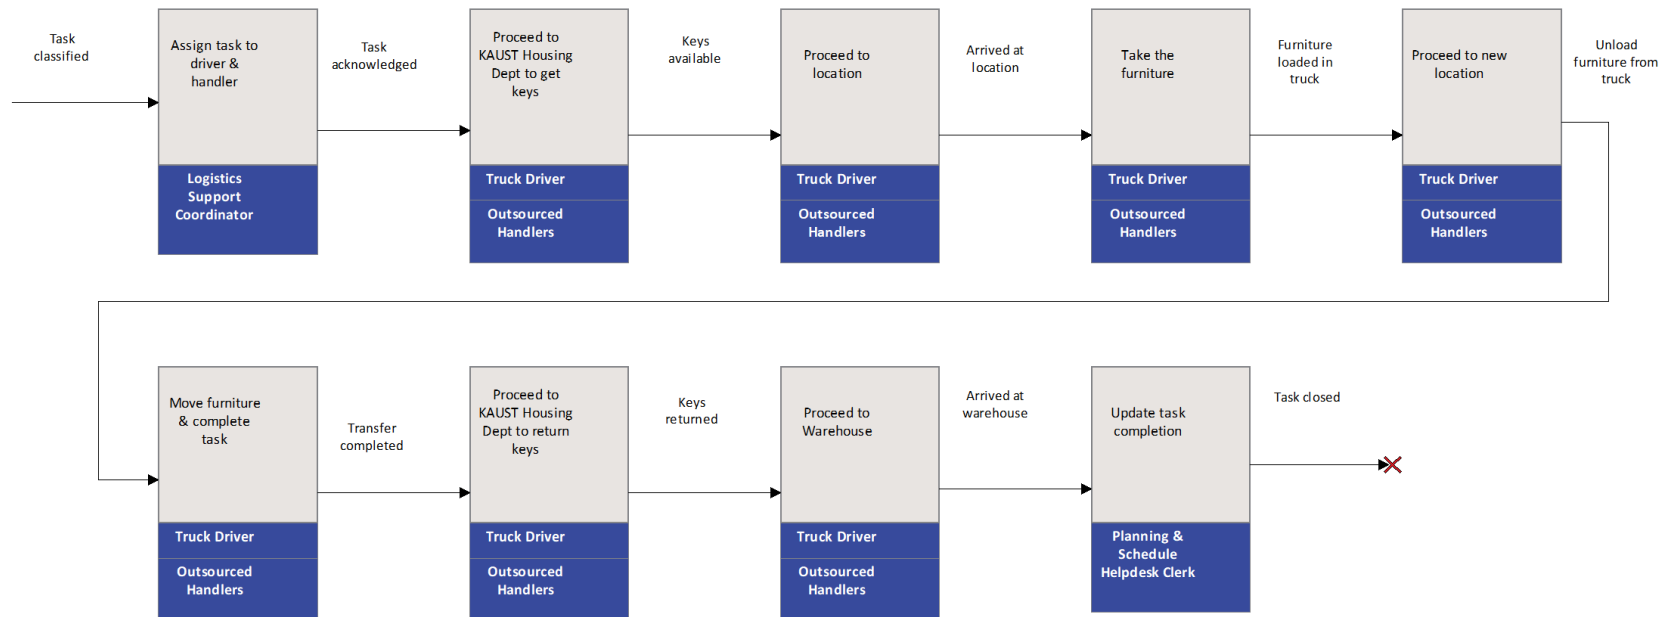 Task
classified
Assign task to
driver &
handler
Logistics
Support
Coordinator
Task
acknowledged
Proceed to
KAUST Housing
Dept to get
keys
Truck Driver
Outsourced
Handlers
Keys
available
Proceed to
location
Truck Driver
Outsourced
Handlers
Arrived at
location
Take the
furniture
Truck Driver
Outsourced
Handlers
Furniture
loaded in
truck
Proceed to new
location
Truck Driver
Outsourced
Handlers
Unload
furniture from
truck
Move furniture
& complete
task
Truck Driver
Outsourced
Handlers
Transfer
completed
Proceed to
KAUST Housing
Dept to return
keys
Truck Driver
Outsourced
Handlers
Keys
returned
Proceed to
Warehouse
Truck Driver
Outsourced
Handlers
Arrived at
warehouse
Update task
completion
Planning &
Schedule
Helpdesk Clerk
Task closed